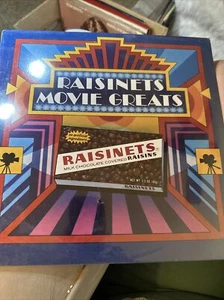 RAISINETS
MOVIE GREATS
RAISINETS
MILK CHOCOLATE COVERED RAISINS
RAISINETS